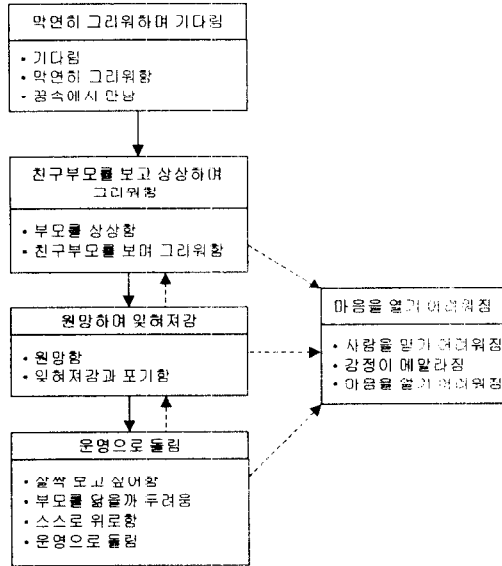 막연히 그리워하며 기다림
• 기다림
• 막연히 그리워함
- 꿈속에서 만남
친구부모를 보고 상상하여
그리워함
• 부모를 상상함
• 친구부모를 보며 그리워함
원망하며 잊혀져감
• 원망함
• 잊혀져감과 포기함
운명으로 돌림
• 살짝 보고 싶어함
• 부모를 닮을까 두려움
• 스스로 위로함
• 운명으로 돌림
마음을 열기 어려워짐
• 사람을 믿기 어려워짐
• 감정이 메말라짐
• 마음을 열기 어려워짐